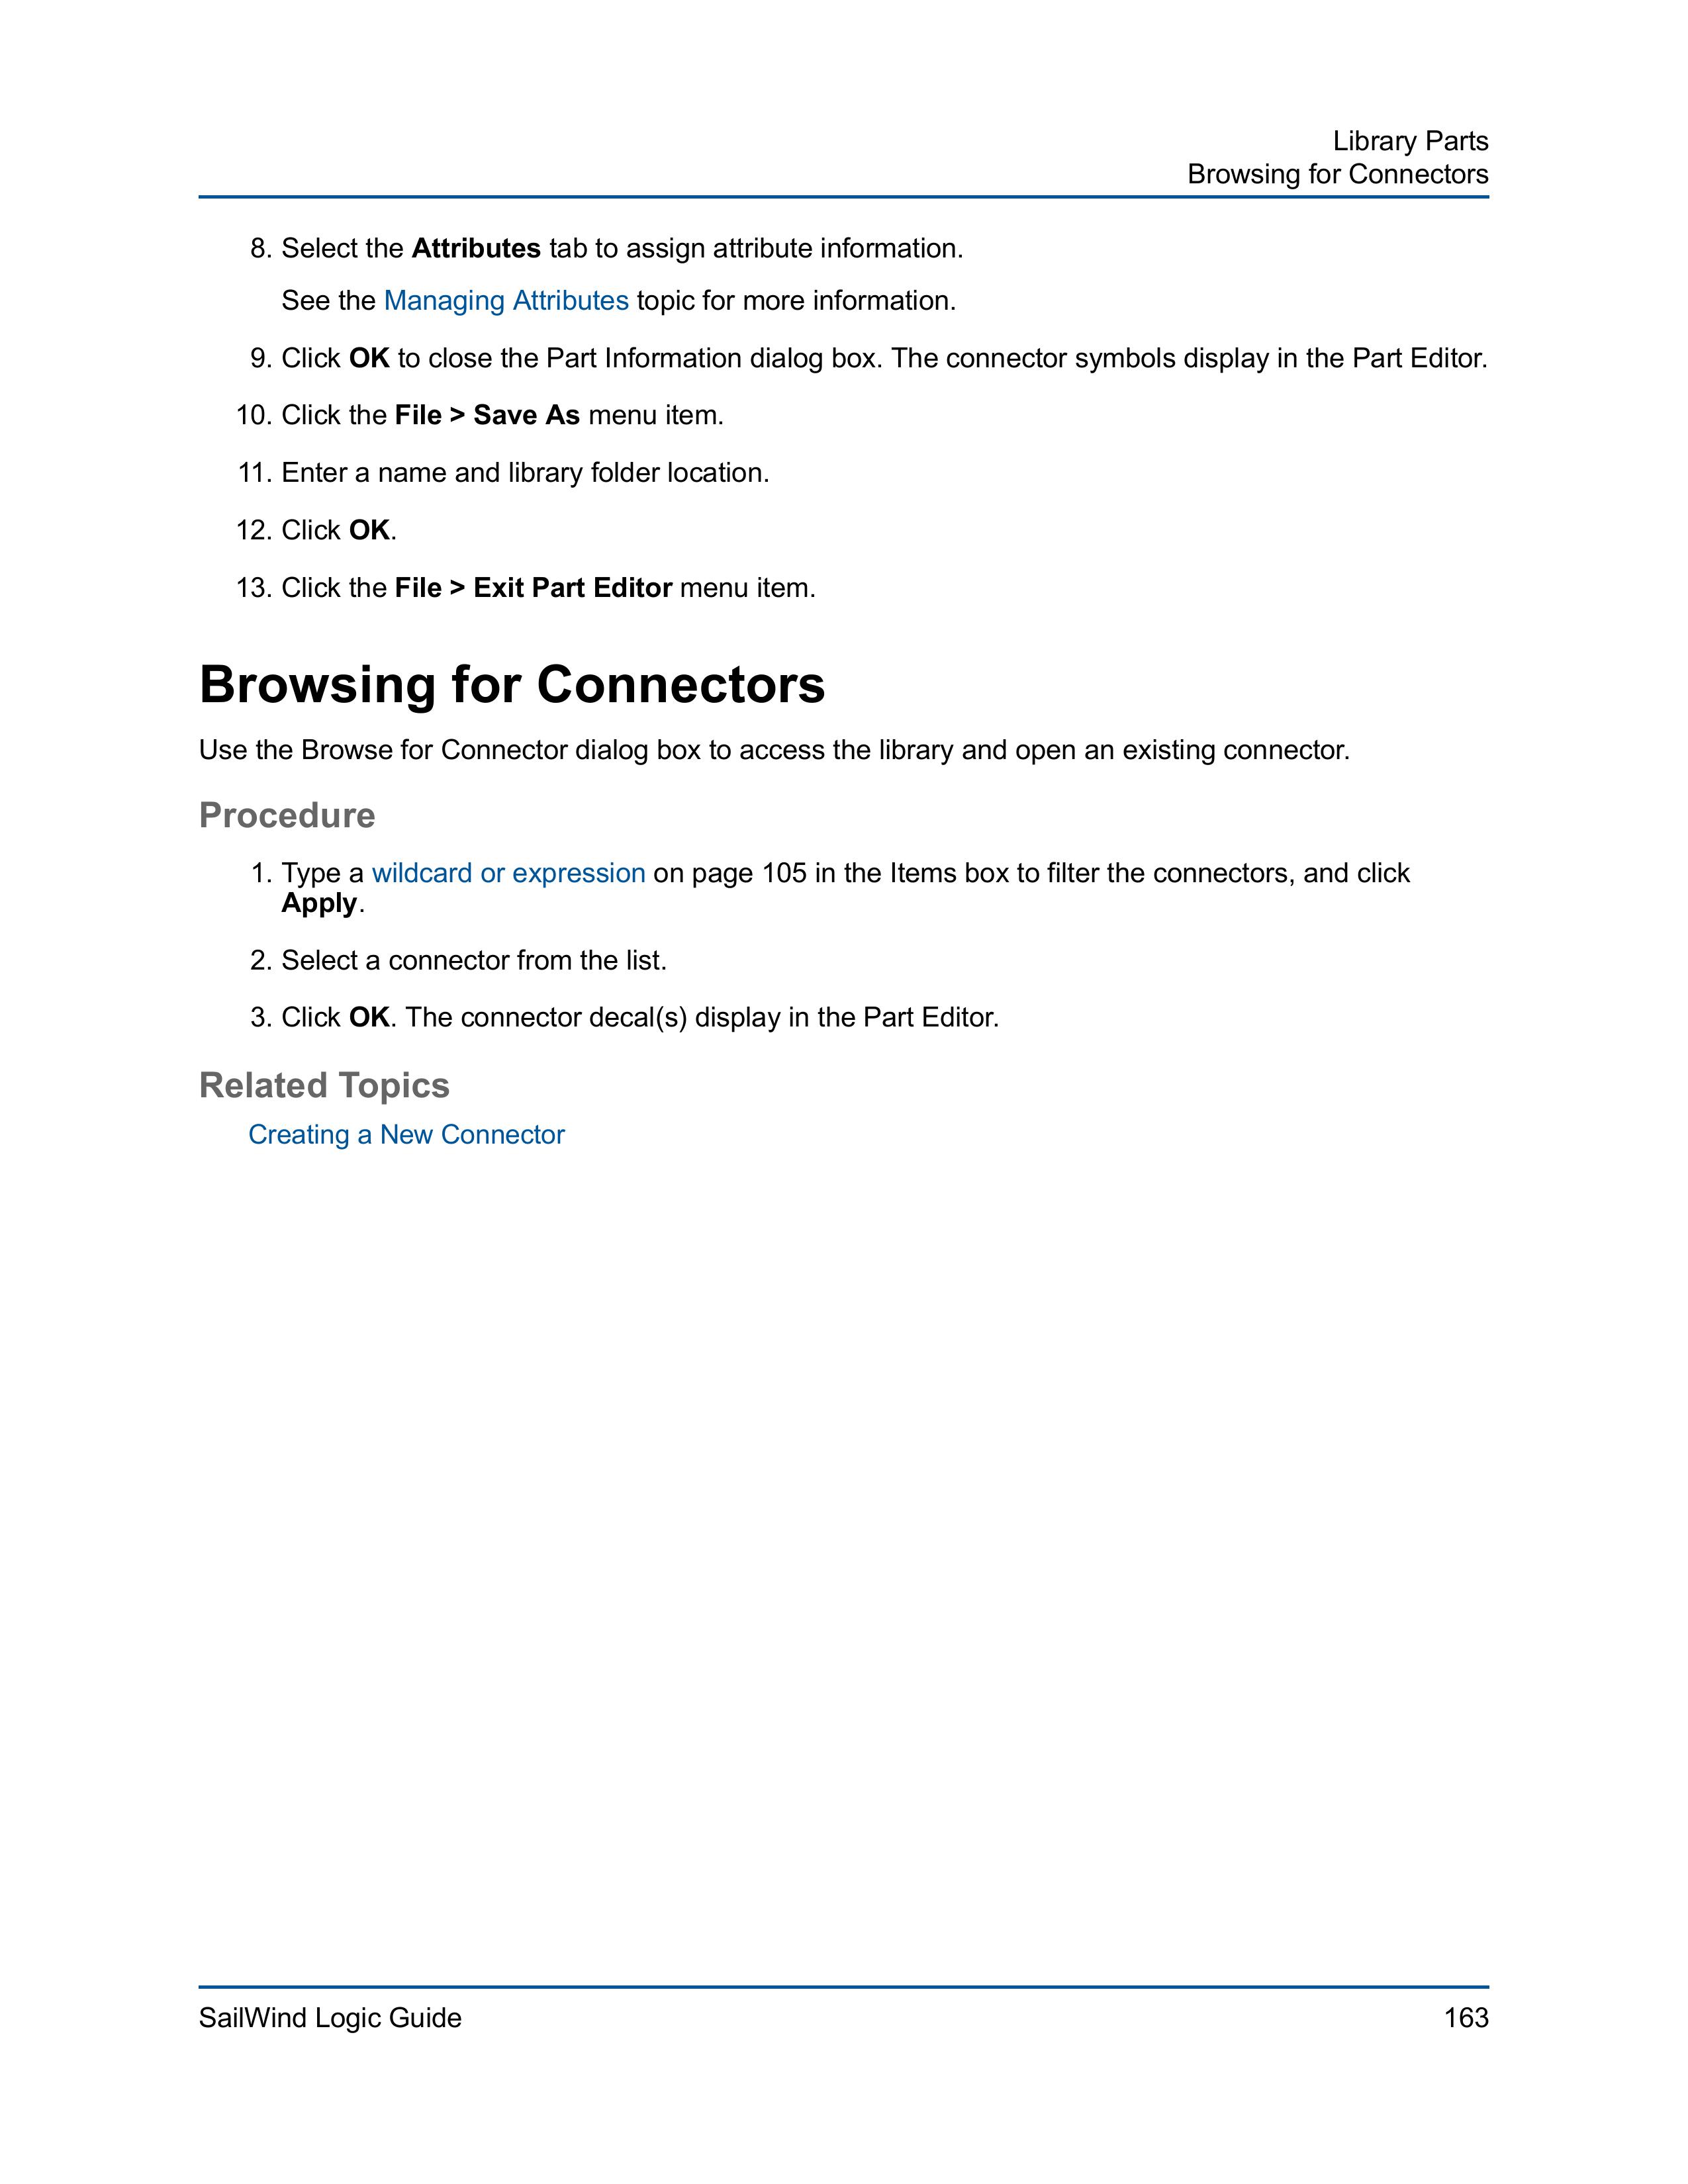 Library Parts
Browsing for Connectors
8. Select the Attributes tab to assign attribute information.
See the Managing Attributes topic for more information.
9. Click OK to close the Part Information dialog box. The connector symbols display in the Part Editor.
10. Click the File > Save As menu item.
11. Enter a name and library folder location.
12. Click OK.
13. Click the File > Exit Part Editor menu item.
Browsing for Connectors
Use the Browse for Connector dialog box to access the library and open an existing connector.
Procedure
1. Type a wildcard or expression on page 105 in the Items box to filter the connectors, and click
Apply.
2. Select a connector from the list.
3. Click OK. The connector decal(s) display in the Part Editor.
Related Topics
Creating a New Connector
SailWind Logic Guide 163